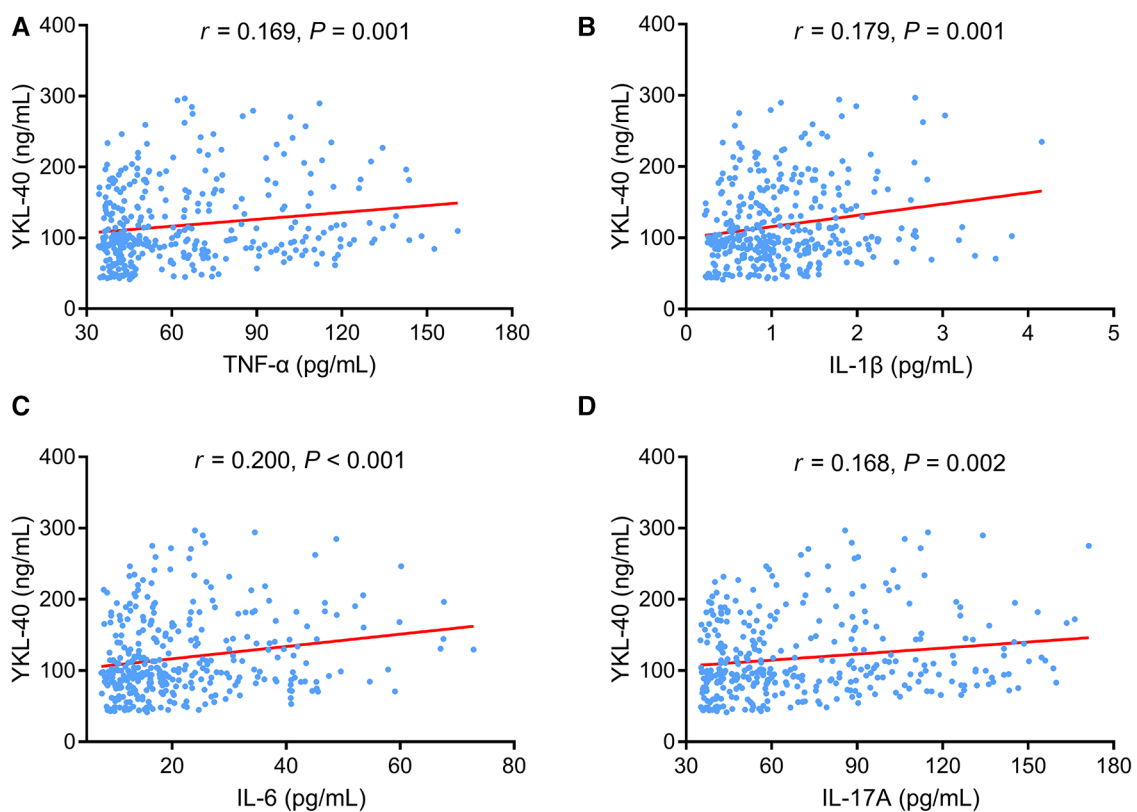 A
r = 0.169, P = 0.001
YKL-40 (ng/mL)
400
300
200
100
0
30 60 90 120 150 180
TNF-α (pg/mL)
B
r = 0.179, P = 0.001
YKL-40 (ng/mL)
400
300
200
100
0
0 1 2 3 4 5
IL-1β (pg/mL)
C
r = 0.200, P < 0.001
YKL-40 (ng/mL)
400
300
200
100
0
20 40 60 80
IL-6 (pg/mL)
D
r = 0.168, P = 0.002
YKL-40 (ng/mL)
400
300
200
100
0
30 60 90 120 150 180
IL-17A (pg/mL)